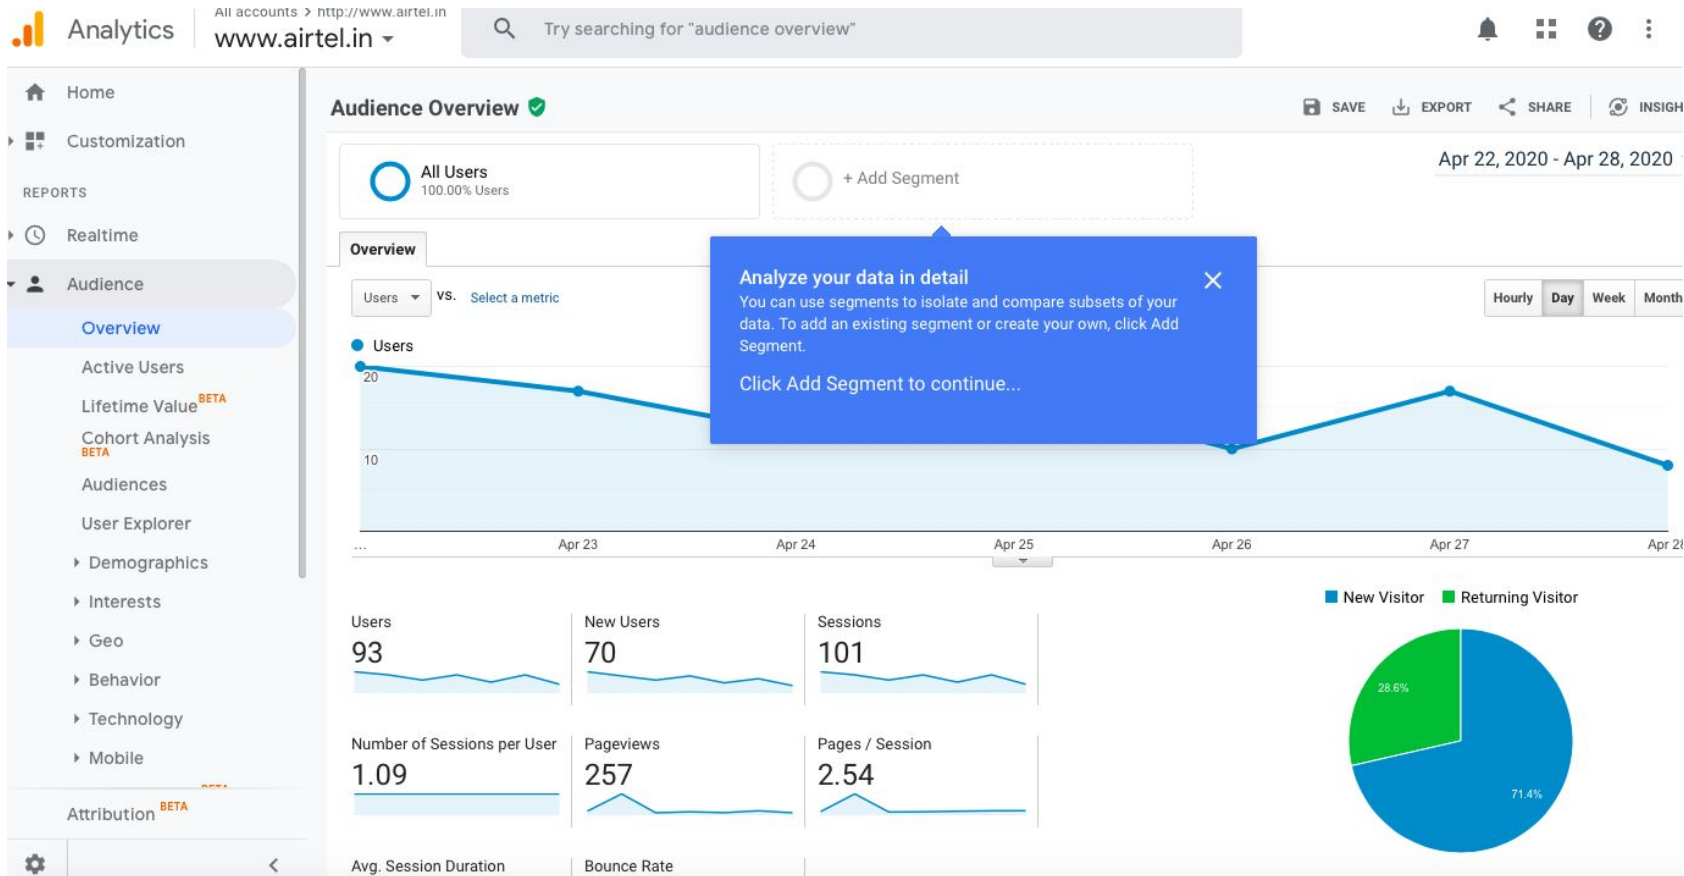 All accounts > http://www.airtel.in
Analytics
www.airtel.in
Try searching for "audience overview"
Home
Customization
REPORTS
Realtime
Audience
Overview
Active Users
Lifetime Value BETA
Cohort Analysis
BETA
Audiences
User Explorer
Demographics
Interests
Geo
Behavior
Technology
Mobile
Attribution BETA
Audience Overview
SAVE
EXPORT
SHARE
INSIGH
All Users
100.00% Users
+ Add Segment
Apr 22, 2020 - Apr 28, 2020
Overview
Users
VS.
Select a metric
Hourly
Day
Week
Month
Analyze your data in detail
You can use segments to isolate and compare subsets of your
data. To add an existing segment or create your own, click Add
Segment.
Click Add Segment to continue...
Users
20
10
...
Apr 23
Apr 24
Apr 25
Apr 26
Apr 27
Apr 28
New Visitor
Returning Visitor
Users
93
New Users
70
Sessions
101
Number of Sessions per User
1.09
Pageviews
257
Pages / Session
2.54
28.6%
71.4%
Avg. Session Duration
Bounce Rate